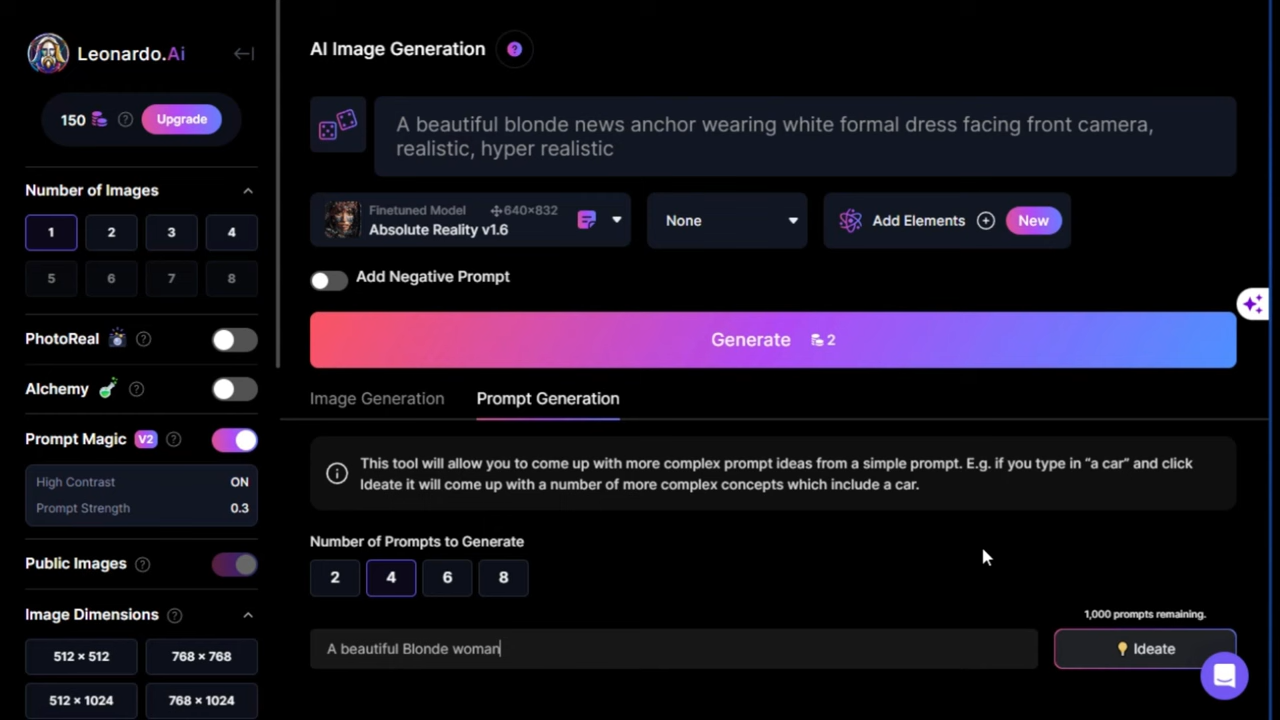 Leonardo.Ai
150
Upgrade
Number of Images
1
2
3
4
5
6
7
8
PhotoReal
Alchemy
Prompt Magic V2
High Contrast ON
Prompt Strength 0.3
Public Images
Image Dimensions
512 × 512
768 × 768
512 × 1024
768 × 1024
AI Image Generation
A beautiful blonde news anchor wearing white formal dress facing front camera,
realistic, hyper realistic
Finetuned Model 640×832
Absolute Reality v1.6
None
Add Elements New
Add Negative Prompt
Generate 2
Image Generation
Prompt Generation
This tool will allow you to come up with more complex prompt ideas from a simple prompt. E.g. if you type in “a car” and click
Ideate it will come up with a number of more complex concepts which include a car.
Number of Prompts to Generate
2
4
6
8
1,000 prompts remaining.
A beautiful Blonde woman
Ideate